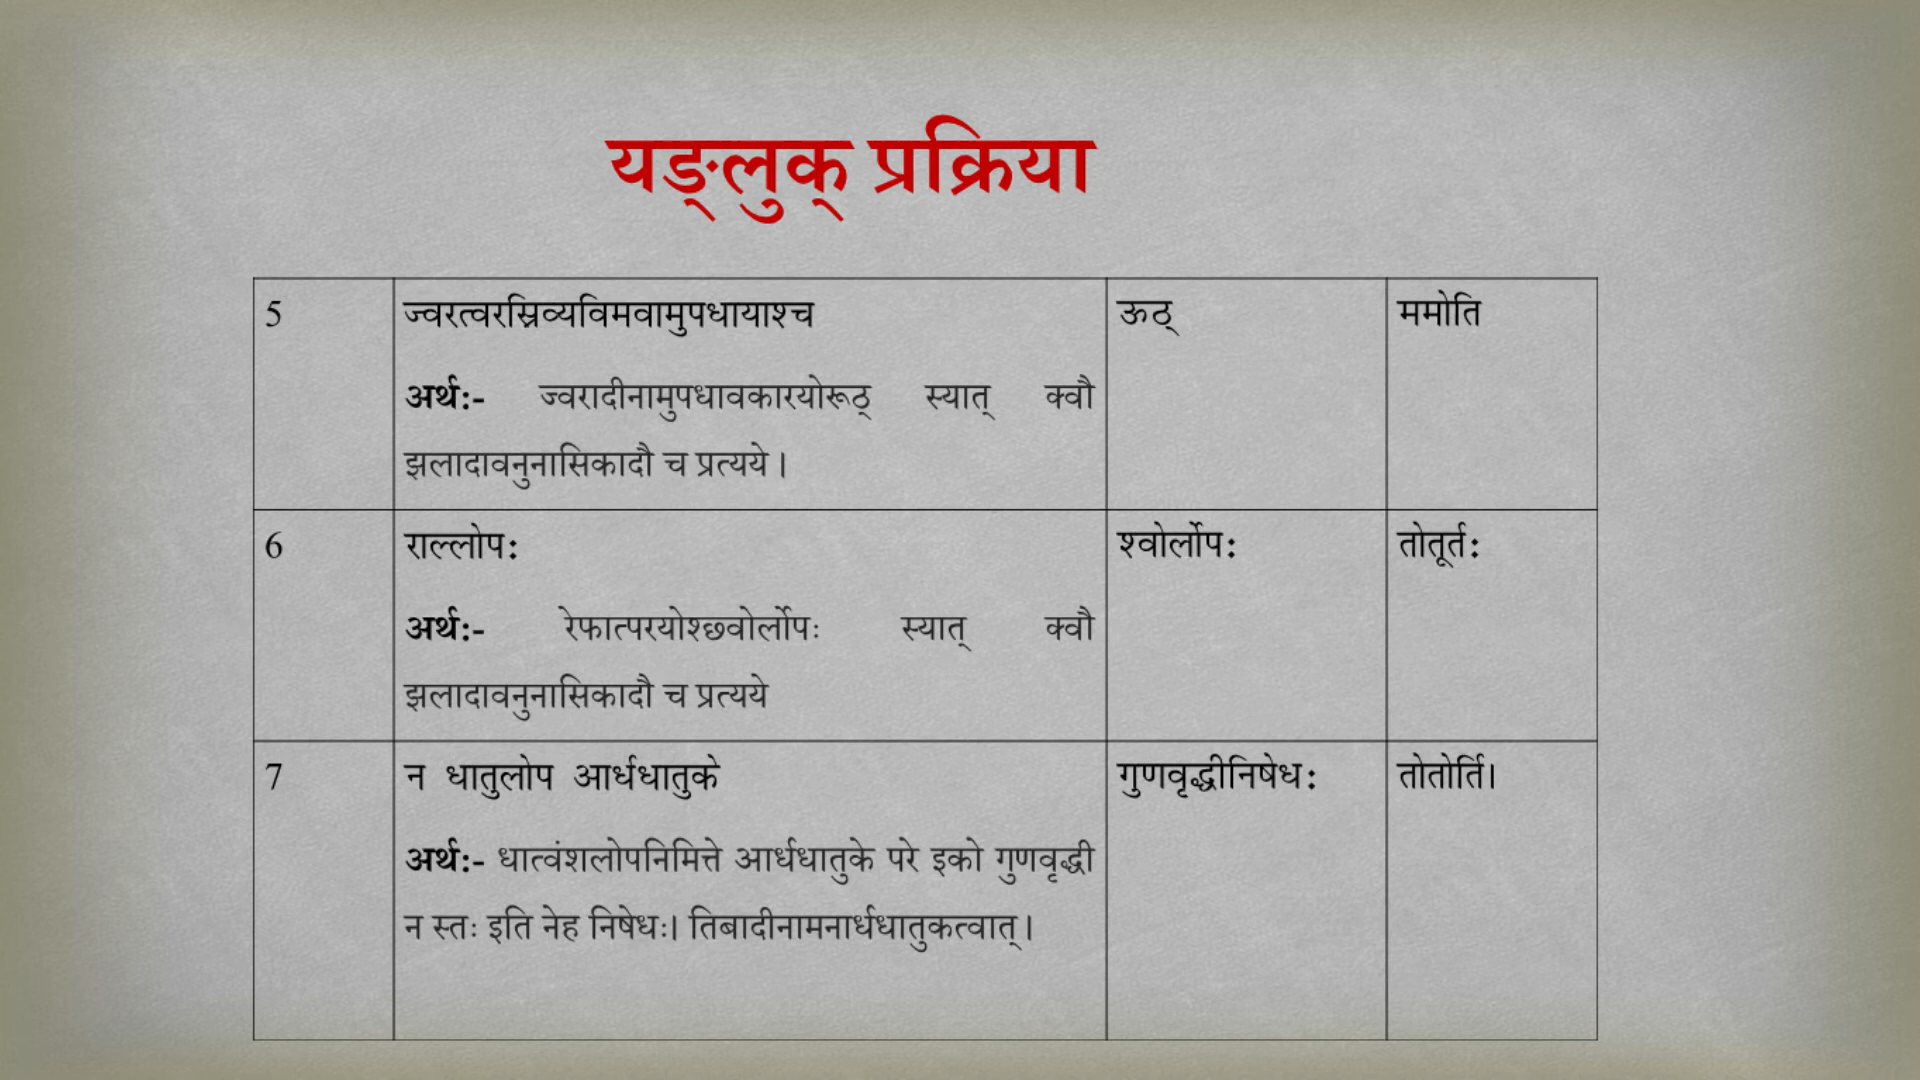 यङ्लुक् प्रक्रिया
5 ज्वरत्वरस्रिव्यविमवामुपधायाश्च ऊठ् ममोति
अर्थ:- ज्वरादीनामुपधावकारयोरूठ् स्यात् क्वौ
झलादावनुनासिकादौ च प्रत्यये।
6 राल्लोप: श्वोर्लोप: तोतूर्त:
अर्थ:- रेफात्परयोश्छ्वोर्लोपः स्यात् क्वौ
झलादावनुनासिकादौ च प्रत्यये
7 न धातुलोप आर्धधातुके गुणवृद्धीनिषेध: तोतोर्ति।
अर्थ:- धात्वंशलोपनिमित्ते आर्धधातुके परे इको गुणवृद्धी
न स्तः इति नेह निषेधः। तिबादीनामनार्धधातुकत्वात्।